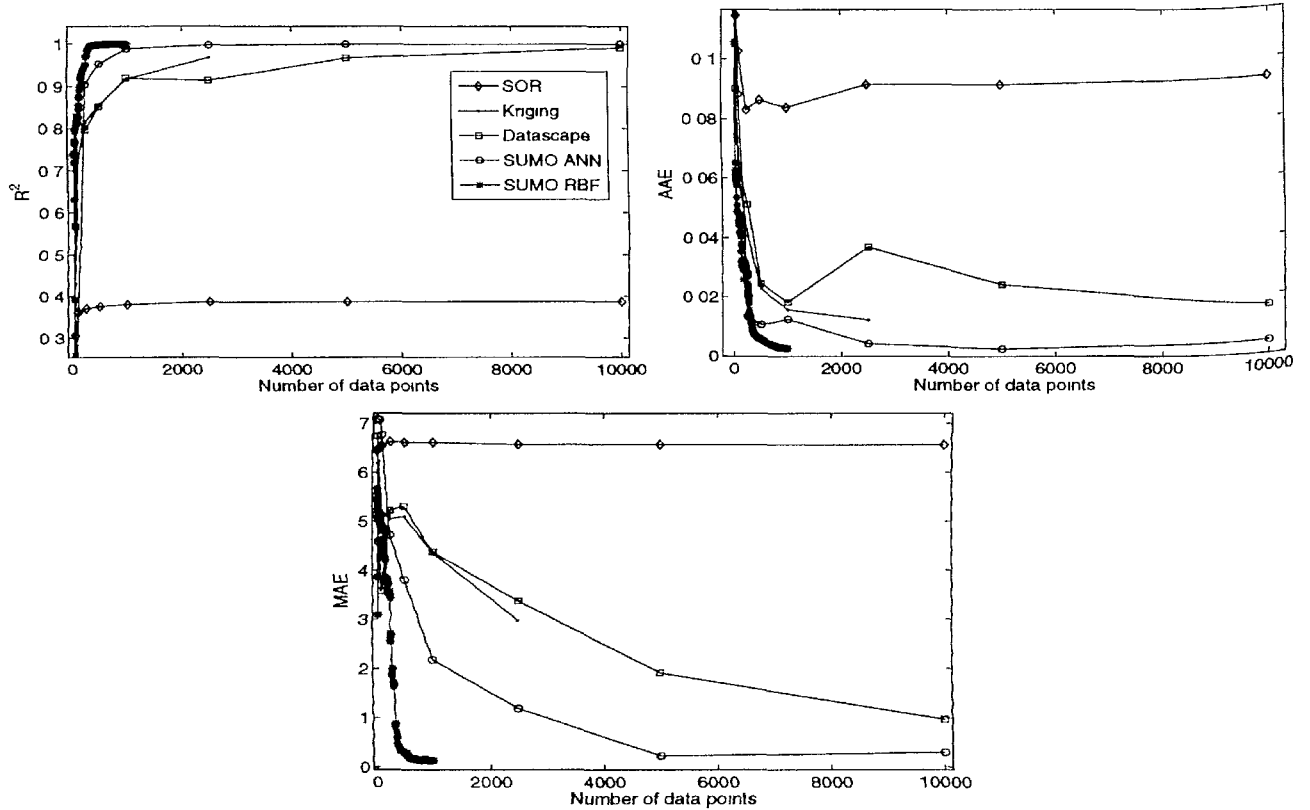 1
0 9
0 8
0 7
0 6
0 5
0 4
0 3
R²
0 2000 4000 6000 8000 10000
Number of data points
SOR
Kriging
Datascape
SUMO ANN
SUMO RBF
0 1
0 08
0 06
0 04
0 02
0
AAE
0 2000 4000 6000 8000 10000
Number of data points
7
6
5
4
3
2
1
0
MAE
0 2000 4000 6000 8000 10000
Number of data points